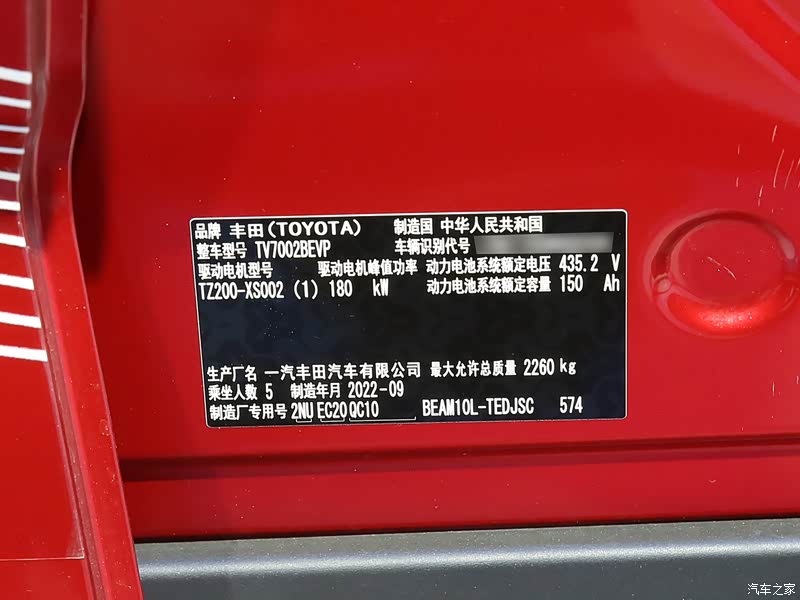 品牌 丰田(TOYOTA) 制造国 中华人民共和国
整车型号 TV7002BEVP 车辆识别代号
驱动电机型号 驱动电机峰值功率 动力电池系统额定电压 435.2 V
TZ200-XS002 (1) 180 kW 动力电池系统额定容量 150 Ah
生产厂名 一汽丰田汽车有限公司 最大允许总质量 2260 kg
乘坐人数 5 制造年月 2022-09
制造厂专用号 2NU EC20 QC10 BEAM10L-TEDJSC 574
汽车之家